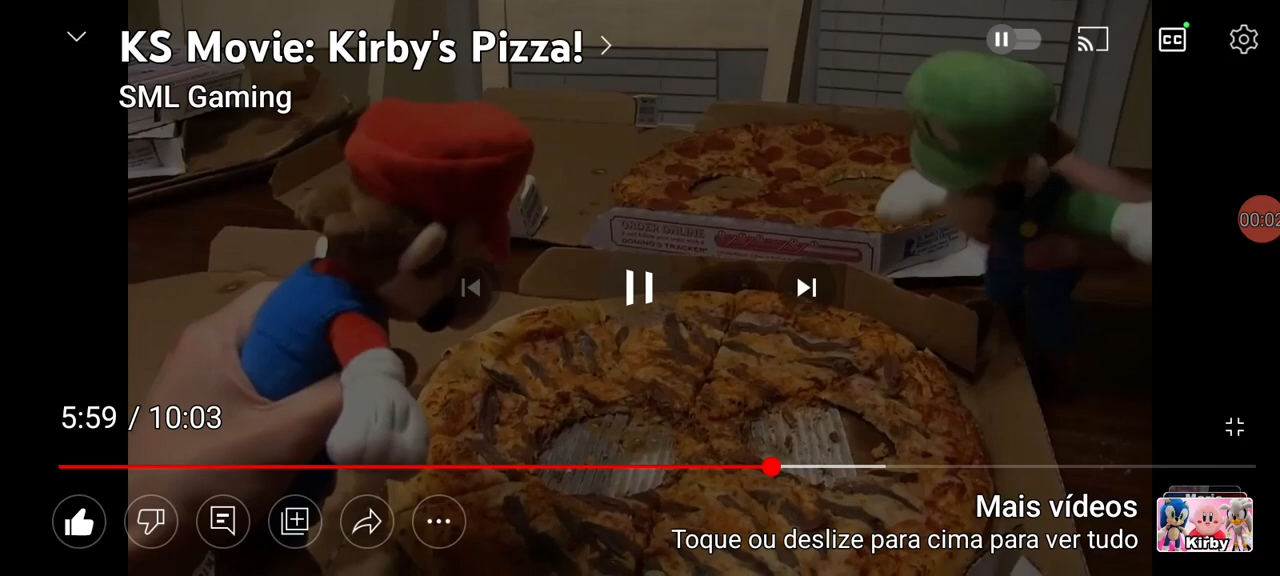 KS Movie: Kirby's Pizza!
SML Gaming
CC
00:02
ORDER ONLINE
DOMINO'S TRACKER
5:59 / 10:03
Mais vídeos
Toque ou deslize para cima para ver tudo
Kirby